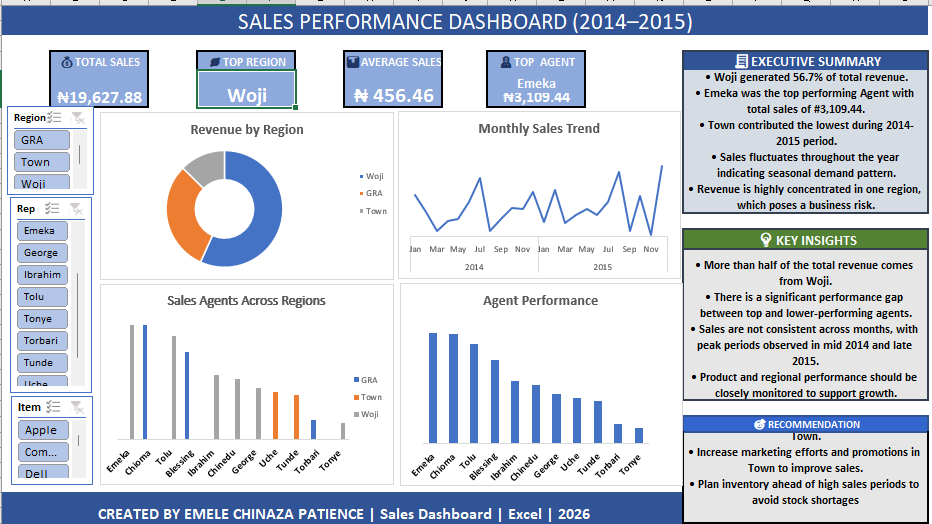 SALES PERFORMANCE DASHBOARD (2014–2015)
TOTAL SALES
₦19,627.88
TOP REGION
Woji
AVERAGE SALES
₦ 456.46
TOP AGENT
Emeka
₦3,109.44
EXECUTIVE SUMMARY
• Woji generated 56.7% of total revenue.
• Emeka was the top performing Agent with
total sales of #3,109.44.
• Town contributed the lowest during 2014-
2015 period.
• Sales fluctuates throughout the year
indicating seasonal demand pattern.
• Revenue is highly concentrated in one region,
which poses a business risk.
Region
GRA
Town
Woji
Rep
Emeka
George
Ibrahim
Tolu
Tonye
Torbari
Tunde
Uche
Item
Apple
Com...
Dell
Revenue by Region
Woji
GRA
Town
Monthly Sales Trend
Jan Mar May Jul Sep Nov Jan Mar May Jul Sep Nov
2014 2015
KEY INSIGHTS
• More than half of the total revenue comes
from Woji.
• There is a significant performance gap
between top and lower-performing agents.
• Sales are not consistent across months, with
peak periods observed in mid 2014 and late
2015.
• Product and regional performance should be
closely monitored to support growth.
Sales Agents Across Regions
GRA
Town
Woji
Emeka Chioma Tolu Blessing Ibrahim Chinedu George Uche Tunde Torbari Tonye
Agent Performance
Emeka Chioma Tolu Blessing Ibrahim Chinedu George Uche Tunde Torbari Tonye
RECOMMENDATION
Town.
• Increase marketing efforts and promotions in
Town to improve sales.
• Plan inventory ahead of high sales periods to
avoid stock shortages
CREATED BY EMELE CHINAZA PATIENCE | Sales Dashboard | Excel | 2026